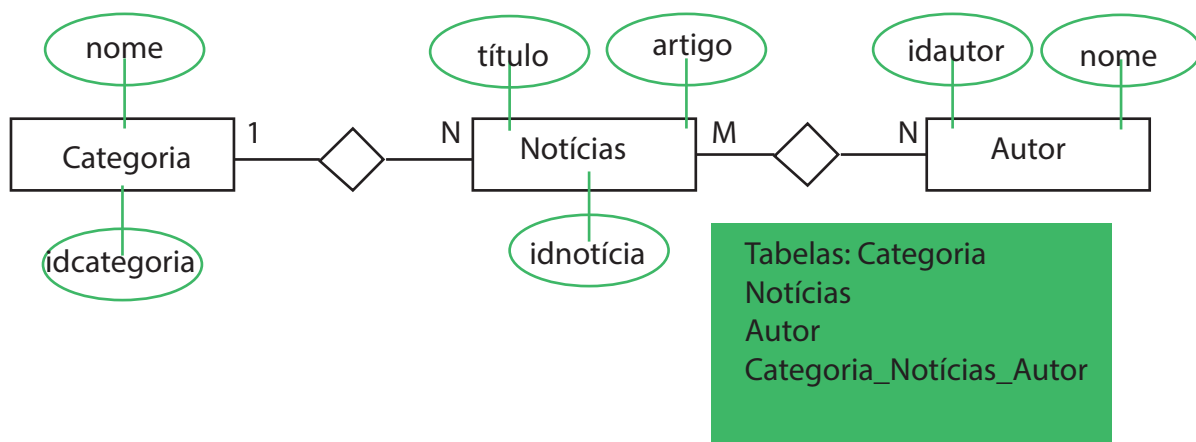 nome
título
artigo
idautor
nome
Categoria
1
N
Notícias
M
N
Autor
idcategoria
idnotícia
Tabelas: Categoria
Notícias
Autor
Categoria_Notícias_Autor